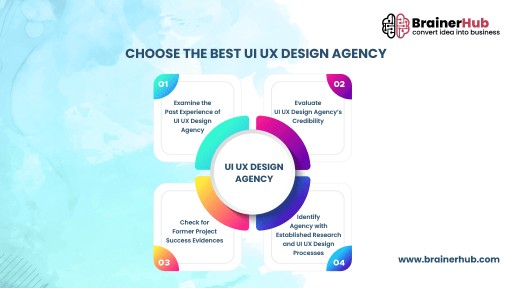 BrainerHub
convert idea into business
CHOOSE THE BEST UI UX DESIGN AGENCY
01
Examine the
Past Experience of
UI UX Design
Agency
02
Evaluate
UI UX Design Agency's
Credibility
UI UX DESIGN
AGENCY
Check for
Former Project
Success Evidences
03
Identify
Agency with
Established Research
and UI UX Design
Processes
04
www.brainerhub.com